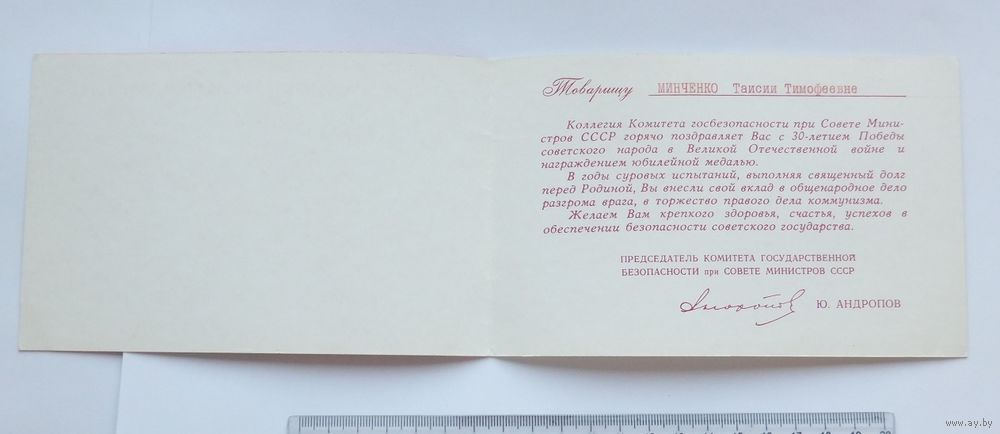 Товарищу МИНЧЕНКО Таисии Тимофеевне
Коллегия Комитета госбезопасности при Совете Мини-
стров СССР горячо поздравляет Вас с 30-летием Победы
советского народа в Великой Отечественной войне и
награждением юбилейной медалью.
В годы суровых испытаний, выполняя священный долг
перед Родиной, Вы внесли свой вклад в общенародное дело
разгрома врага, в торжество правого дела коммунизма.
Желаем Вам крепкого здоровья, счастья, успехов в
обеспечении безопасности советского государства.
ПРЕДСЕДАТЕЛЬ КОМИТЕТА ГОСУДАРСТВЕННОЙ
БЕЗОПАСНОСТИ при СОВЕТЕ МИНИСТРОВ СССР
Ю. АНДРОПОВ
www.ay.by